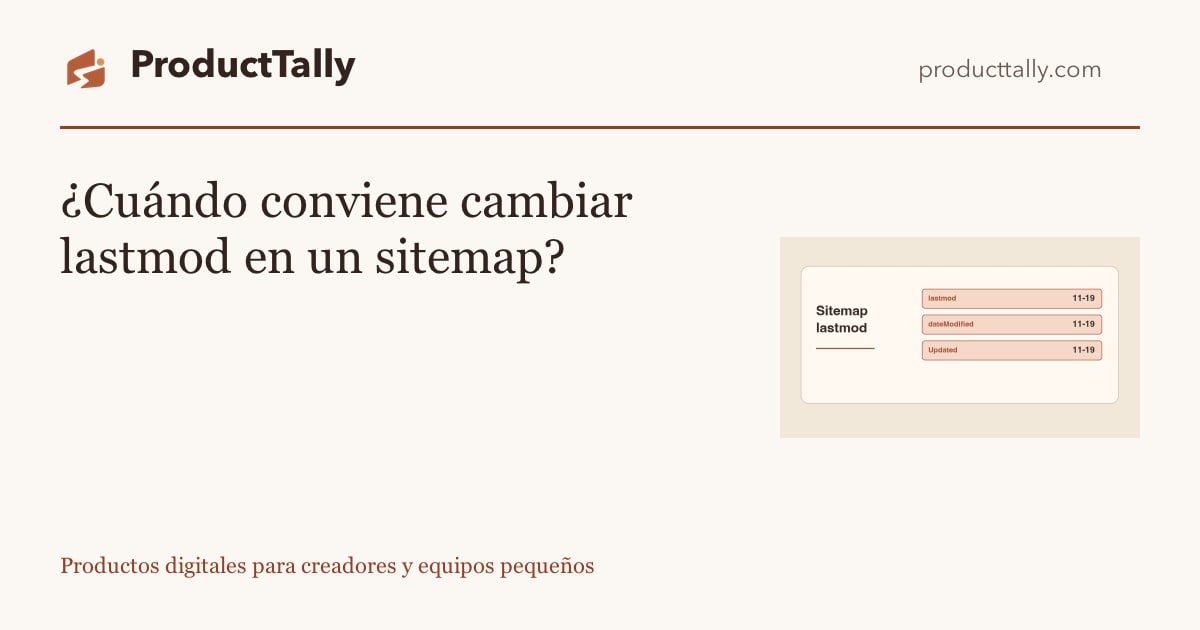 ProductTally
producttally.com
¿Cuándo conviene cambiar
lastmod en un sitemap?
Sitemap
lastmod
lastmod 11-19
dateModified 11-19
Updated 11-19
Productos digitales para creadores y equipos pequeños